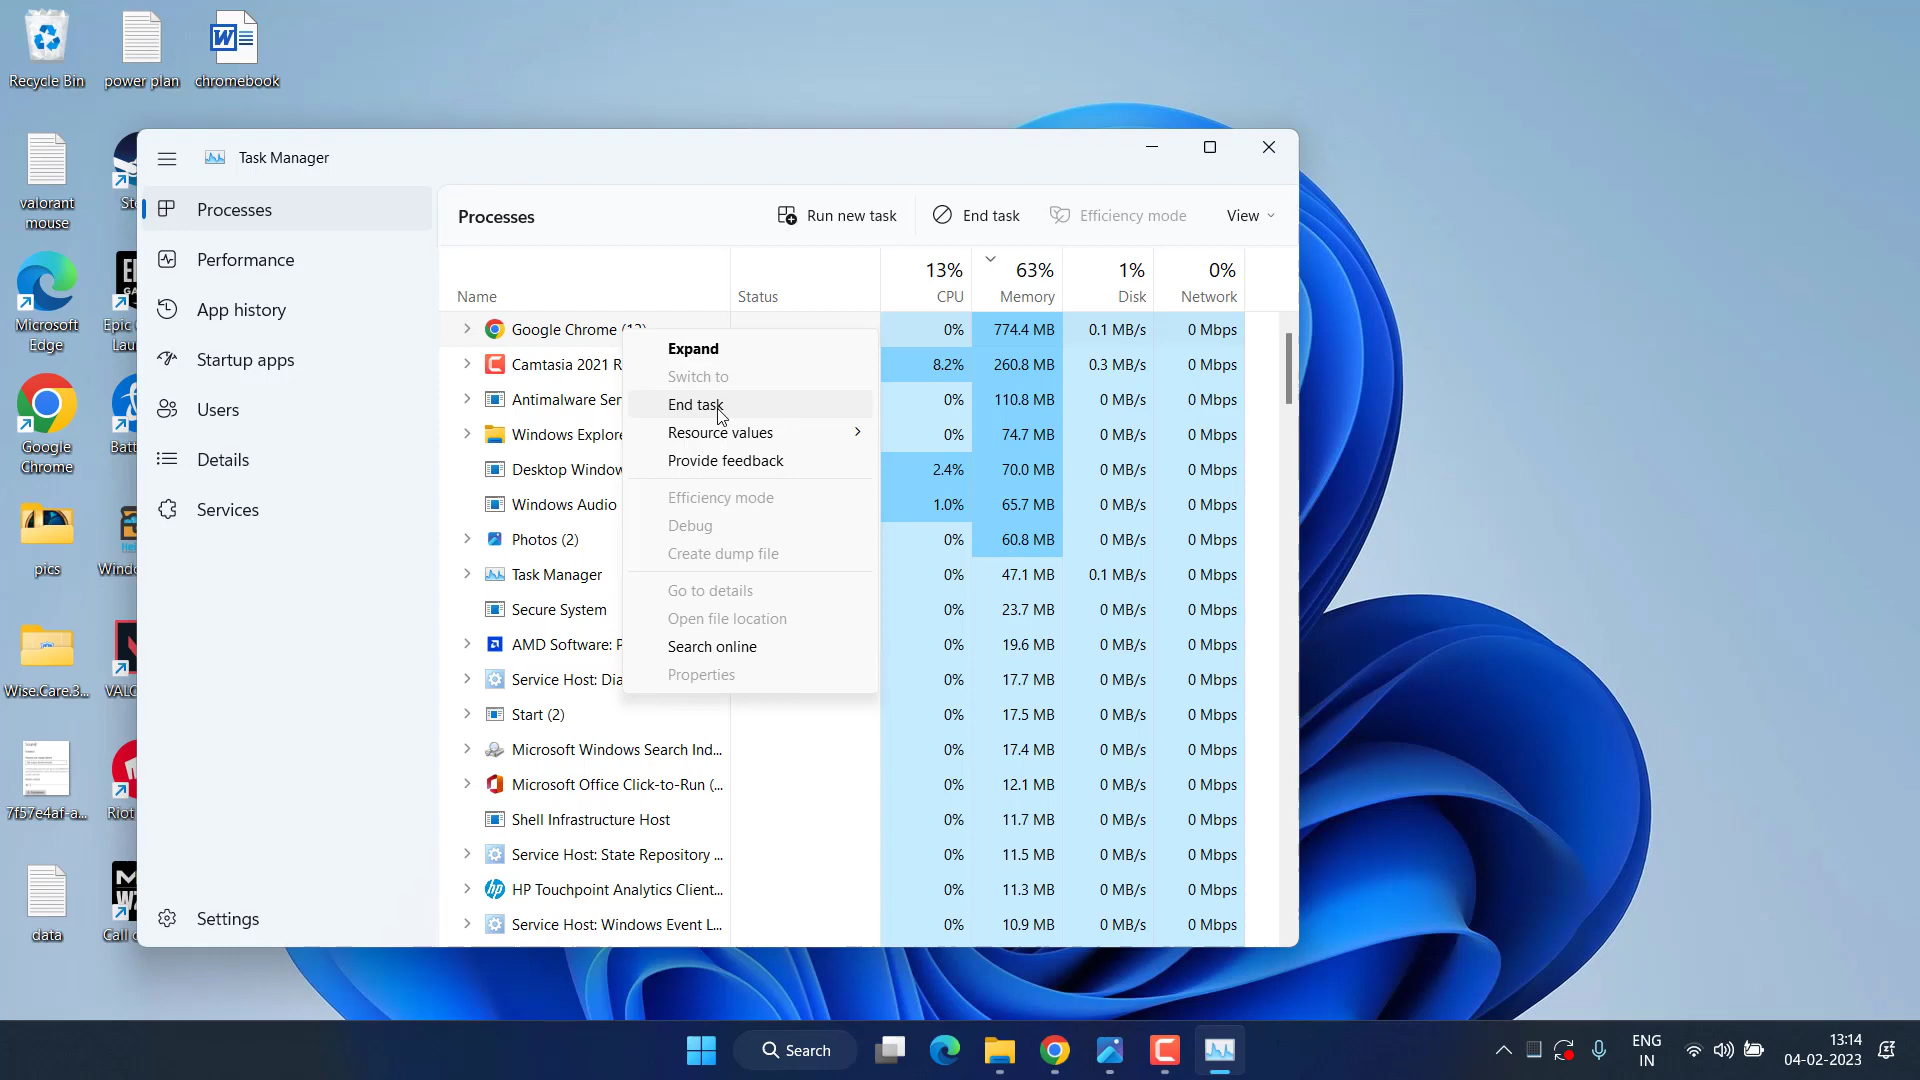 Recycle Bin
power plan
chromebook
valorant
mouse
Microsoft
Edge
Epic
Google
Chrome
pics
Wise.Care.3...
VALO
7f57e4af-a...
Riot
data
Call
Task Manager
Processes
Performance
App history
Startup apps
Users
Details
Services
Settings
Processes
Run new task
End task
Efficiency mode
View
13%
63%
1%
0%
Name
Status
CPU
Memory
Disk
Network
Google Chrome (12) 0% 774.4 MB 0.1 MB/s 0 Mbps
Camtasia 2021 R 8.2% 260.8 MB 0.3 MB/s 0 Mbps
Antimalware Ser 0% 110.8 MB 0 MB/s 0 Mbps
Windows Explore 0% 74.7 MB 0 MB/s 0 Mbps
Desktop Window 2.4% 70.0 MB 0 MB/s 0 Mbps
Windows Audio 1.0% 65.7 MB 0 MB/s 0 Mbps
Photos (2) 0% 60.8 MB 0 MB/s 0 Mbps
Task Manager 0% 47.1 MB 0.1 MB/s 0 Mbps
Secure System 0% 23.7 MB 0 MB/s 0 Mbps
AMD Software: F 0% 19.6 MB 0 MB/s 0 Mbps
Service Host: Dia 0% 17.7 MB 0 MB/s 0 Mbps
Start (2) 0% 17.5 MB 0 MB/s 0 Mbps
Microsoft Windows Search Ind... 0% 17.4 MB 0 MB/s 0 Mbps
Microsoft Office Click-to-Run (... 0% 12.1 MB 0 MB/s 0 Mbps
Shell Infrastructure Host 0% 11.7 MB 0 MB/s 0 Mbps
Service Host: State Repository ... 0% 11.5 MB 0 MB/s 0 Mbps
HP Touchpoint Analytics Client... 0% 11.3 MB 0 MB/s 0 Mbps
Service Host: Windows Event L... 0% 10.9 MB 0 MB/s 0 Mbps
Expand
Switch to
End task
Resource values
Provide feedback
Efficiency mode
Debug
Create dump file
Go to details
Open file location
Search online
Properties
Search
ENG
IN
13:14
04-02-2023